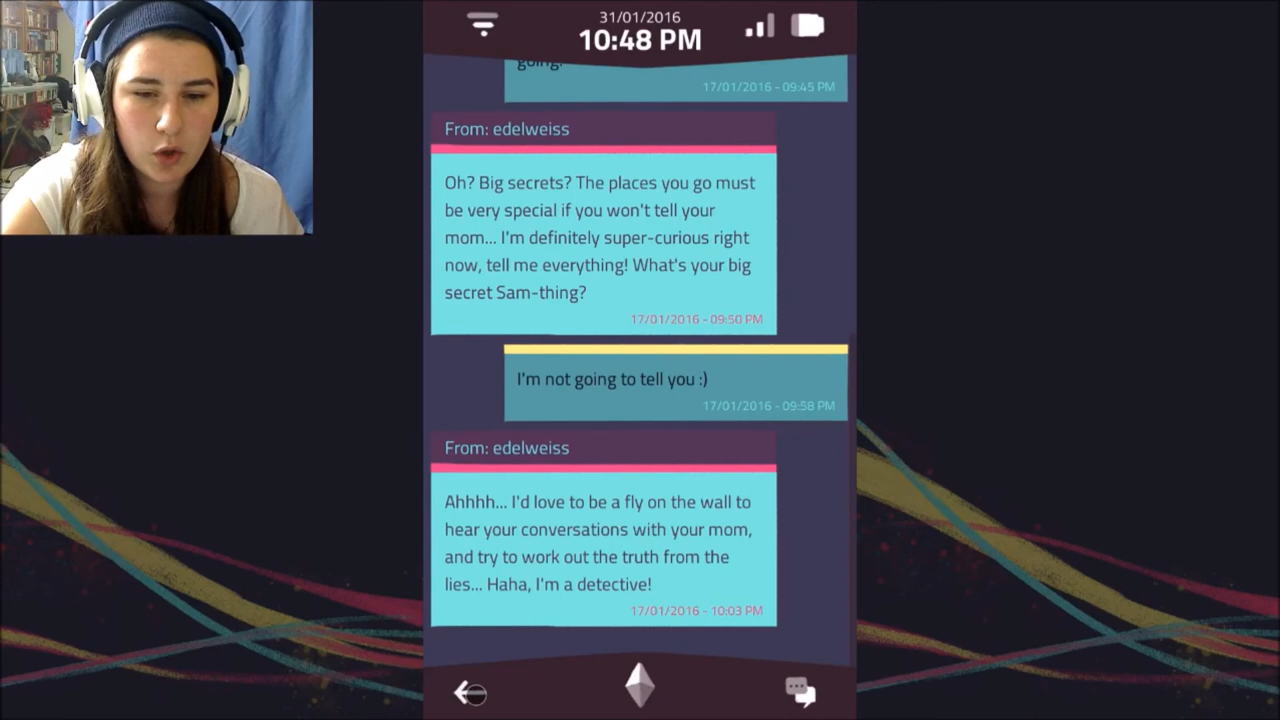 31/01/2016
10:48 PM
going.
17/01/2016 - 09:45 PM
From: edelweiss
Oh? Big secrets? The places you go must
be very special if you won't tell your
mom... I'm definitely super-curious right
now, tell me everything! What's your big
secret Sam-thing?
17/01/2016 - 09:50 PM
I'm not going to tell you :)
17/01/2016 - 09:58 PM
From: edelweiss
Ahhhh... I'd love to be a fly on the wall to
hear your conversations with your mom,
and try to work out the truth from the
lies... Haha, I'm a detective!
17/01/2016 - 10:03 PM